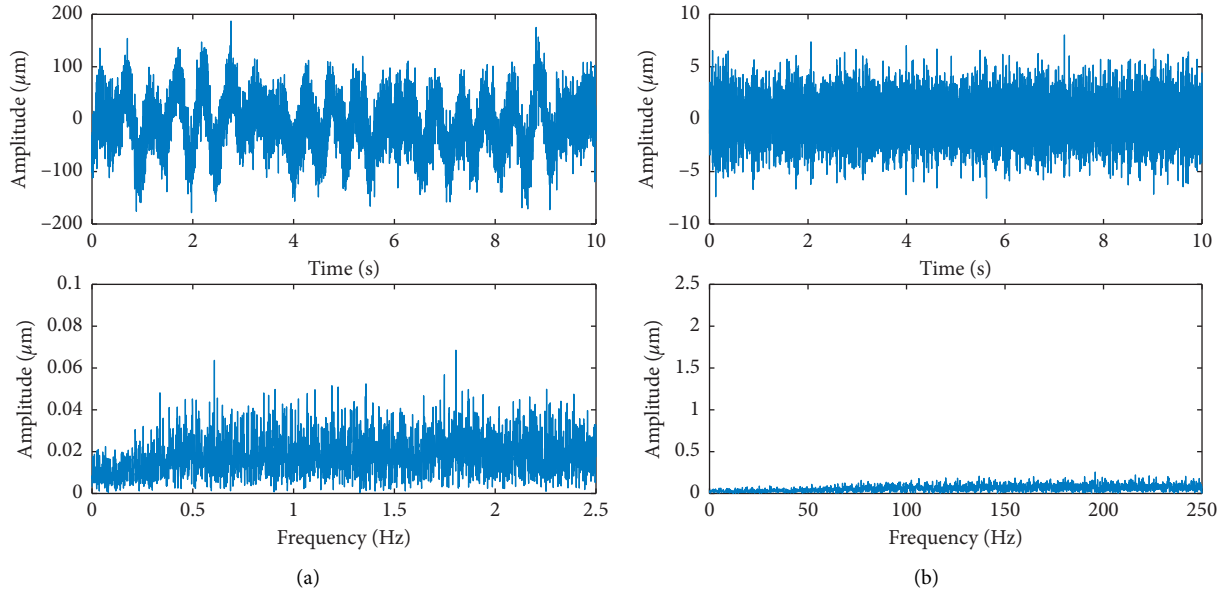 200
100
0
–100
–200
Amplitude (μm)
0 2 4 6 8 10
Time (s)
10
5
0
–5
–10
Amplitude (μm)
0 2 4 6 8 10
Time (s)
0.1
0.08
0.06
0.04
0.02
0
Amplitude (μm)
0 0.5 1 1.5 2 2.5
Frequency (Hz)
(a)
2.5
2
1.5
1
0.5
0
Amplitude (μm)
0 50 100 150 200 250
Frequency (Hz)
(b)